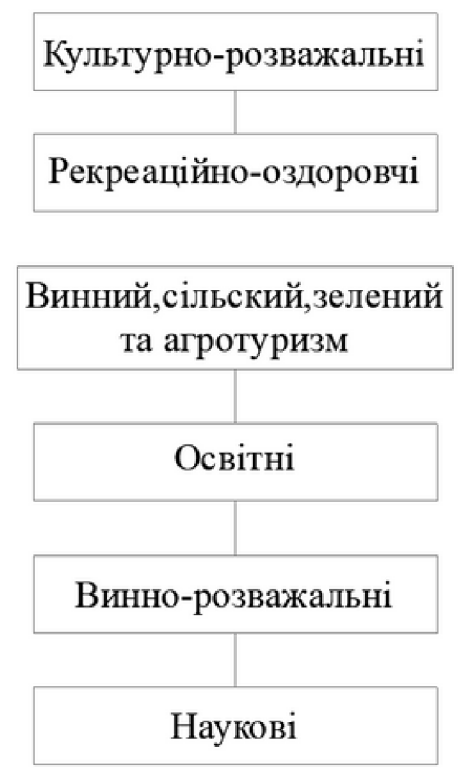 Культурно-розважальні
Рекреаційно-оздоровчі
Винний,сільский,зелений
та агротуризм
Освітні
Винно-розважальні
Наукові